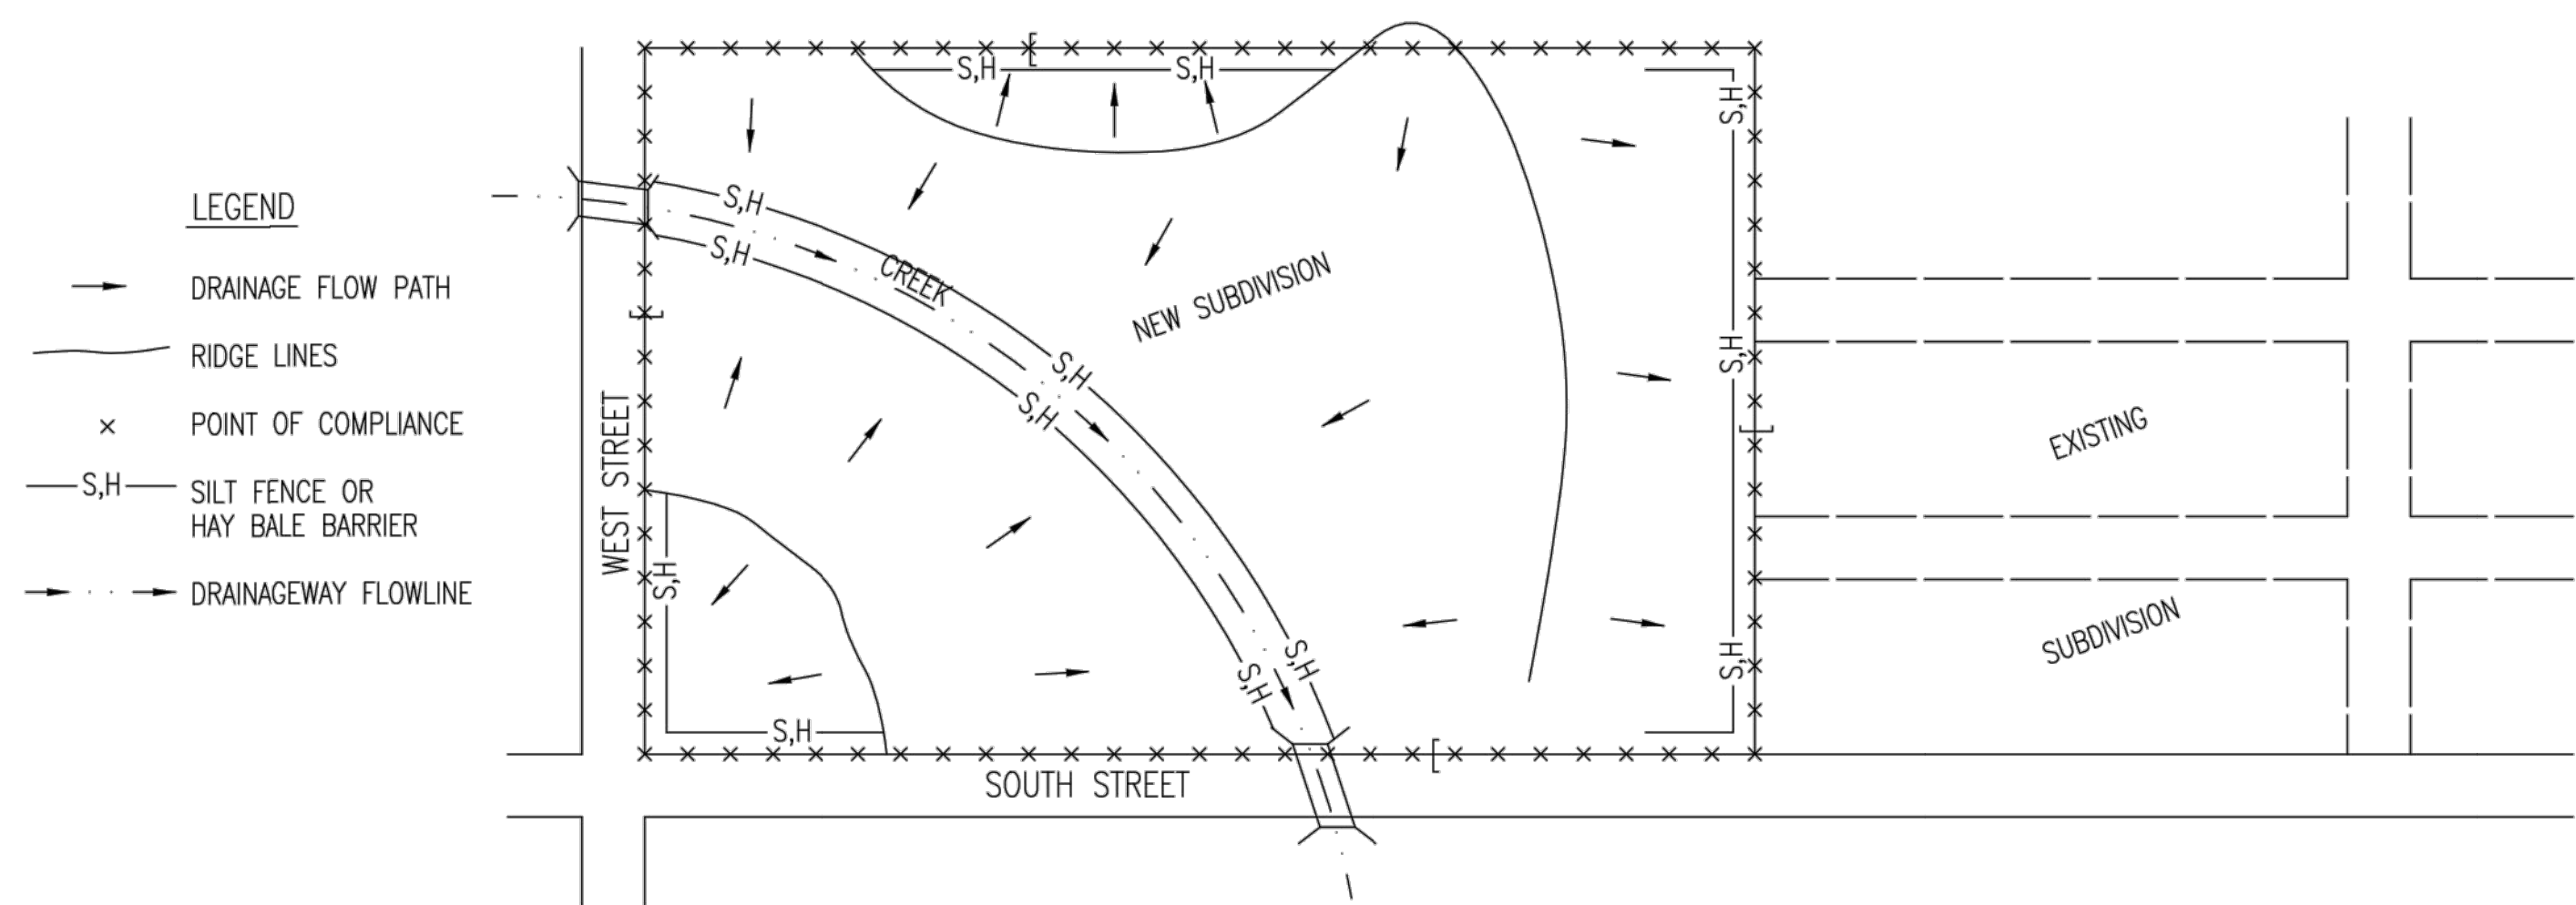 LEGEND
DRAINAGE FLOW PATH
RIDGE LINES
POINT OF COMPLIANCE
S,H
SILT FENCE OR
HAY BALE BARRIER
DRAINAGEWAY FLOWLINE
S,H
S,H
S,H
S,H
S,H
CREEK
NEW SUBDIVISION
S,H
S,H
S,H
WEST STREET
EXISTING
S,H
SUBDIVISION
S,H
S,H
S,H
S,H
SOUTH STREET